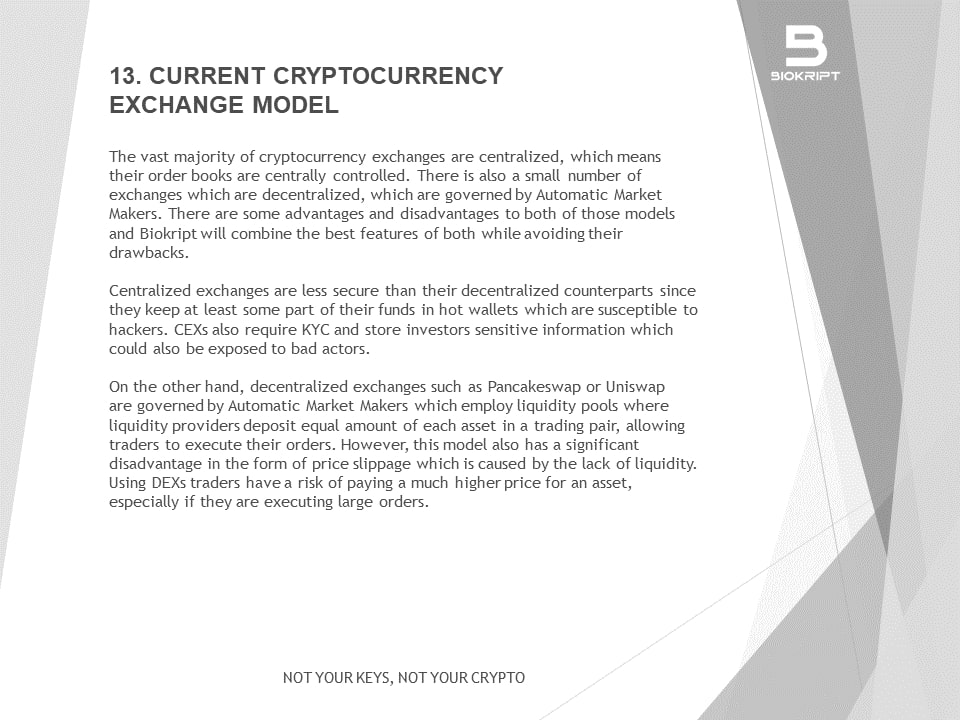 BIOKRIPT
13. CURRENT CRYPTOCURRENCY
EXCHANGE MODEL
The vast majority of cryptocurrency exchanges are centralized, which means
their order books are centrally controlled. There is also a small number of
exchanges which are decentralized, which are governed by Automatic Market
Makers. There are some advantages and disadvantages to both of those models
and Biokript will combine the best features of both while avoiding their
drawbacks.
Centralized exchanges are less secure than their decentralized counterparts since
they keep at least some part of their funds in hot wallets which are susceptible to
hackers. CEXs also require KYC and store investors sensitive information which
could also be exposed to bad actors.
On the other hand, decentralized exchanges such as Pancakeswap or Uniswap
are governed by Automatic Market Makers which employ liquidity pools where
liquidity providers deposit equal amount of each asset in a trading pair, allowing
traders to execute their orders. However, this model also has a significant
disadvantage in the form of price slippage which is caused by the lack of liquidity.
Using DEXs traders have a risk of paying a much higher price for an asset,
especially if they are executing large orders.
NOT YOUR KEYS, NOT YOUR CRYPTO